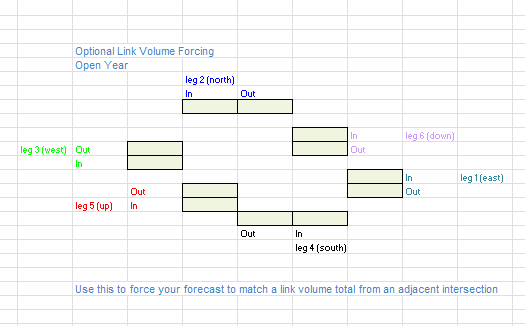 Optional Link Volume Forcing
Open Year
leg 2 (north)
In Out
In leg 6 (down)
Out
leg 3 (west) Out
In
In leg 1(east)
Out
Out
leg 5 (up) In
Out In
leg 4 (south)
Use this to force your forecast to match a link volume total from an adjacent intersection